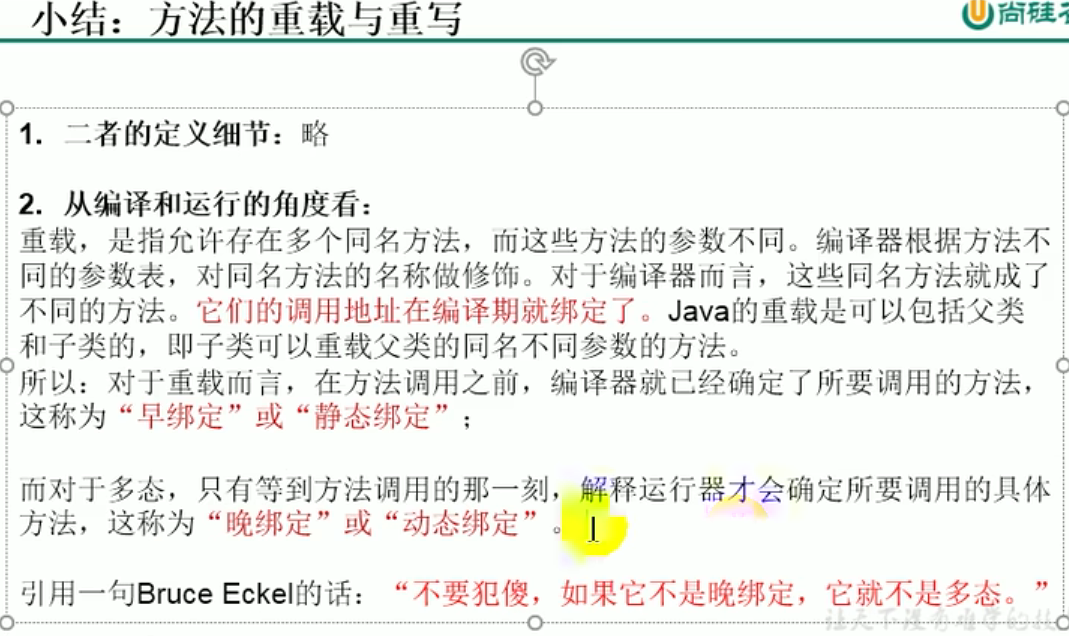 小结：方法的重载与重写
尚硅
1. 二者的定义细节：略
2. 从编译和运行的角度看：
重载，是指允许存在多个同名方法，而这些方法的参数不同。编译器根据方法不
同的参数表，对同名方法的名称做修饰。对于编译器而言，这些同名方法就成了
不同的方法。它们的调用地址在编译期就绑定了。Java的重载是可以包括父类
和子类的，即子类可以重载父类的同名不同参数的方法。
所以：对于重载而言，在方法调用之前，编译器就已经确定了所要调用的方法，
这称为“早绑定”或“静态绑定”；
而对于多态，只有等到方法调用的那一刻，解释运行器才会确定所要调用的具体
方法，这称为“晚绑定”或“动态绑定”。
引用一句Bruce Eckel的话：“不要犯傻，如果它不是晚绑定，它就不是多态。”
让天下没有难学的技